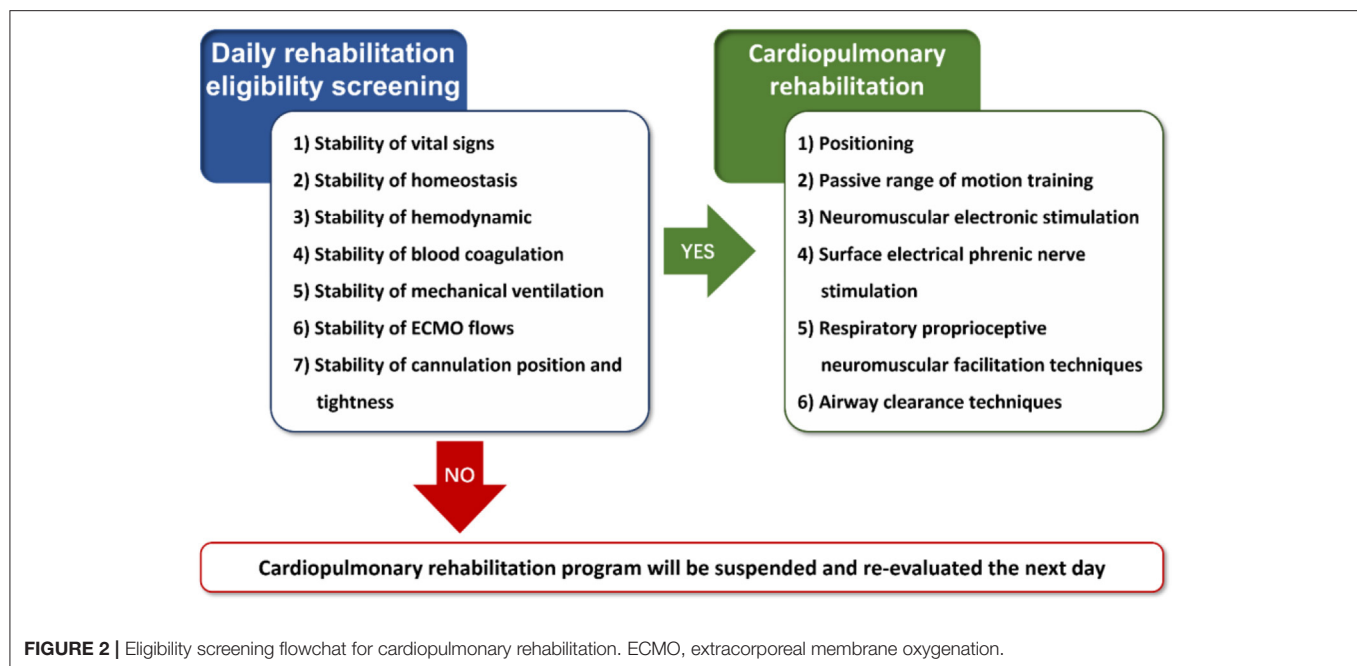 Daily rehabilitation
eligibility screening
1) Stability of vital signs
2) Stability of homeostasis
3) Stability of hemodynamic
4) Stability of blood coagulation
5) Stability of mechanical ventilation
6) Stability of ECMO flows
7) Stability of cannulation position and
tightness
YES
Cardiopulmonary
rehabilitation
1) Positioning
2) Passive range of motion training
3) Neuromuscular electronic stimulation
4) Surface electrical phrenic nerve
stimulation
5) Respiratory proprioceptive
neuromuscular facilitation techniques
6) Airway clearance techniques
NO
Cardiopulmonary rehabilitation program will be suspended and re-evaluated the next day
FIGURE 2 | Eligibility screening flowchat for cardiopulmonary rehabilitation. ECMO, extracorporeal membrane oxygenation.